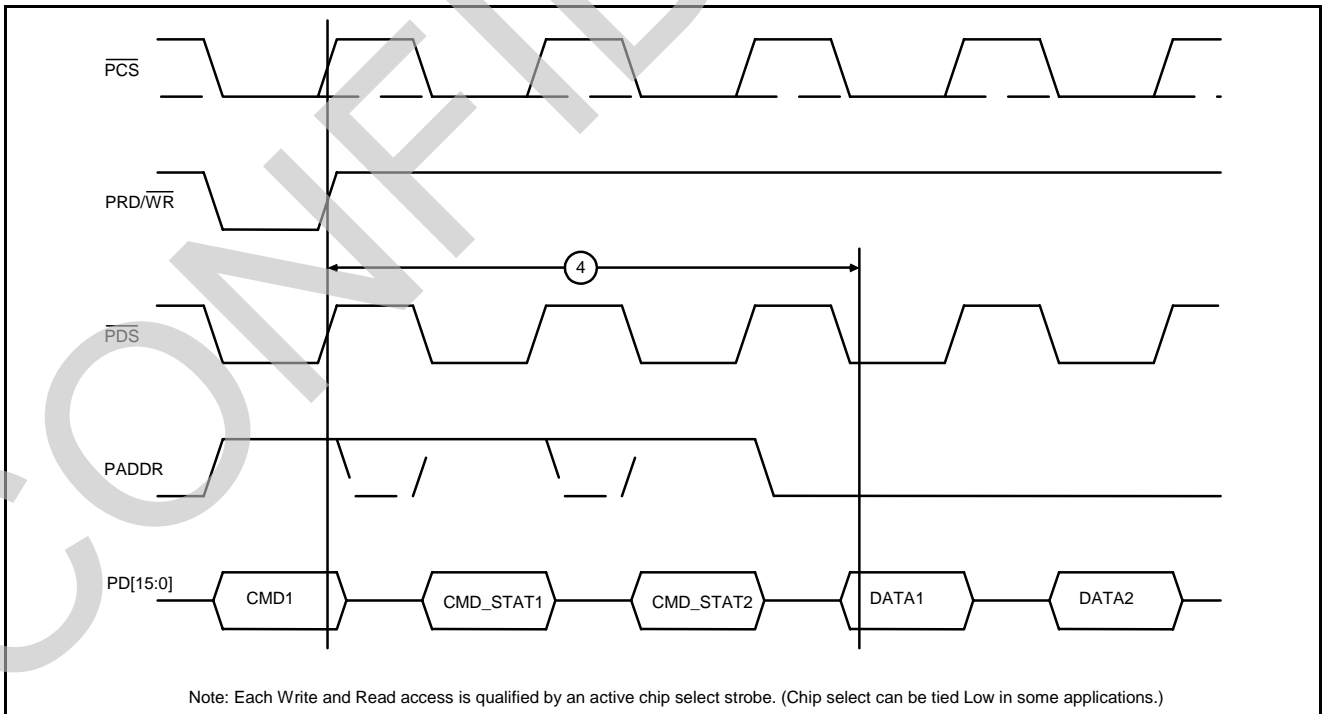 PCS
PRD/WR
4
PDS
PADDR
PD[15:0]
CMD1
CMD_STAT1
CMD_STAT2
DATA1
DATA2
Note: Each Write and Read access is qualified by an active chip select strobe. (Chip select can be tied Low in some applications.)
CONFID